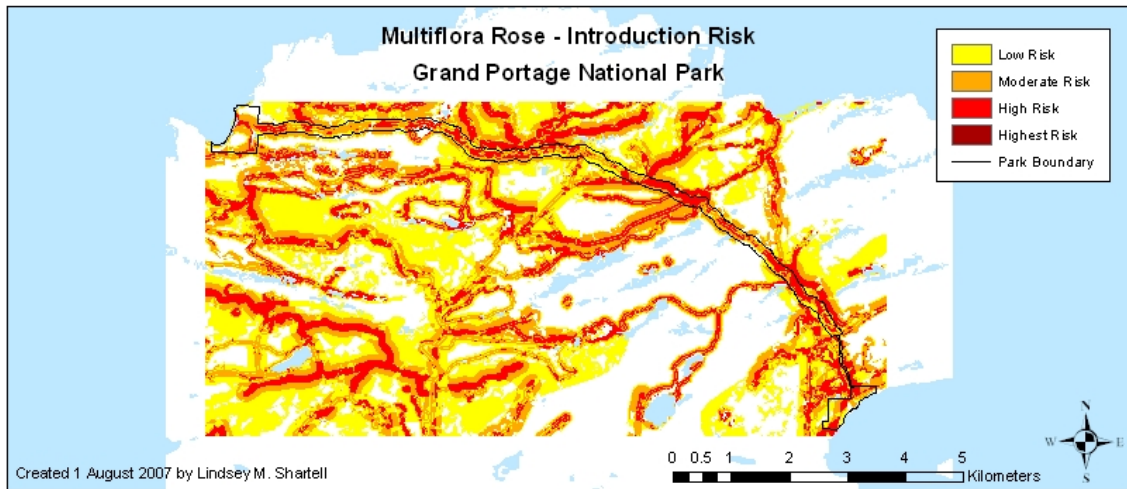 Multiflora Rose - Introduction Risk
Grand Portage National Park
Low Risk
Moderate Risk
High Risk
Highest Risk
Park Boundary
N
W E
S
Created 1 August 2007 by Lindsey M. Shartell
0 0.5 1 2 3 4 5
Kilometers